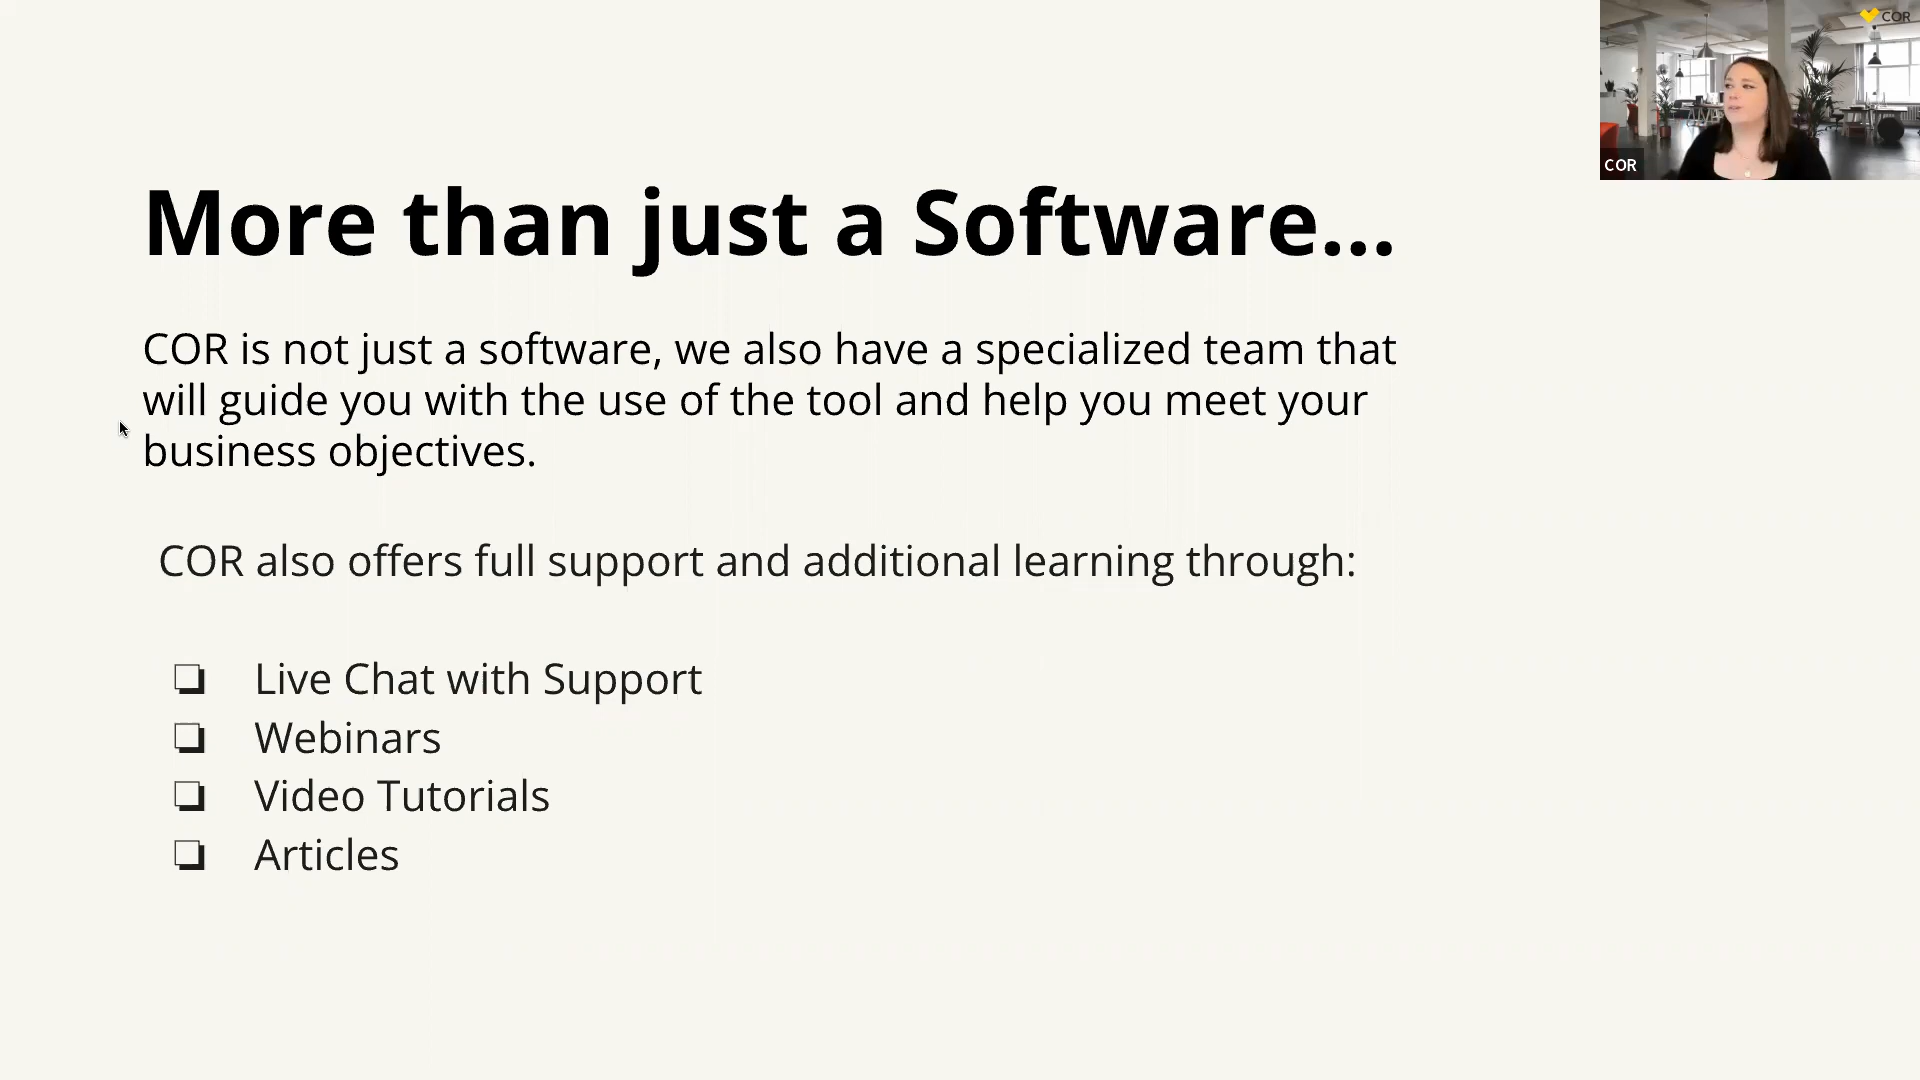 COR
COR
More than just a Software...
COR is not just a software, we also have a specialized team that
will guide you with the use of the tool and help you meet your
business objectives.
COR also offers full support and additional learning through:
❏ Live Chat with Support
❏ Webinars
❏ Video Tutorials
❏ Articles